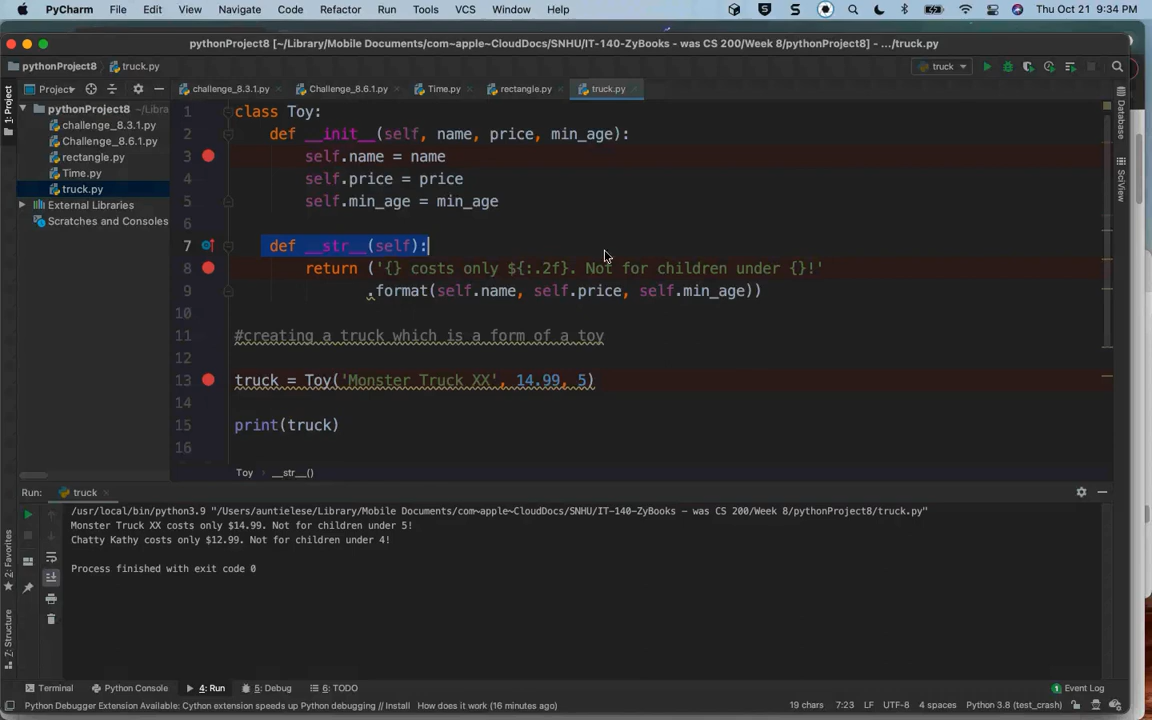 PyCharm File Edit View Navigate Code Refactor Run Tools VCS Window Help Thu Oct 21 9:34 PM
pythonProject8 [~/Library/Mobile Documents/com~apple~CloudDocs/SNHU/IT-140-ZyBooks - was CS 200/Week 8/pythonProject8] - .../truck.py
pythonProject8 truck.py truck
Project challenge_8.3.1.py Challenge_8.6.1.py Time.py rectangle.py truck.py
1: Project
pythonProject8 ~/Libra
challenge_8.3.1.py
Challenge_8.6.1.py
rectangle.py
Time.py
truck.py
External Libraries
Scratches and Consoles
1 class Toy:
2 def __init__(self, name, price, min_age):
3 self.name = name
4 self.price = price
5 self.min_age = min_age
6
7 def __str__(self):
8 return ('{} costs only ${:.2f}. Not for children under {}!'
9 .format(self.name, self.price, self.min_age))
10
11 #creating a truck which is a form of a toy
12
13 truck = Toy('Monster Truck XX', 14.99, 5)
14
15 print(truck)
16
Toy __str__()
Database
SciView
Run: truck
/usr/local/bin/python3.9 "/Users/auntielese/Library/Mobile Documents/com~apple~CloudDocs/SNHU/IT-140-ZyBooks - was CS 200/Week 8/pythonProject8/truck.py"
Monster Truck XX costs only $14.99. Not for children under 5!
Chatty Kathy costs only $12.99. Not for children under 4!
Process finished with exit code 0
2: Favorites
7: Structure
Terminal Python Console 4: Run 5: Debug 6: TODO 1 Event Log
Python Debugger Extension Available: Cython extension speeds up Python debugging // Install How does it work (16 minutes ago) 19 chars 7:23 LF UTF-8 4 spaces Python 3.8 (test_crash)